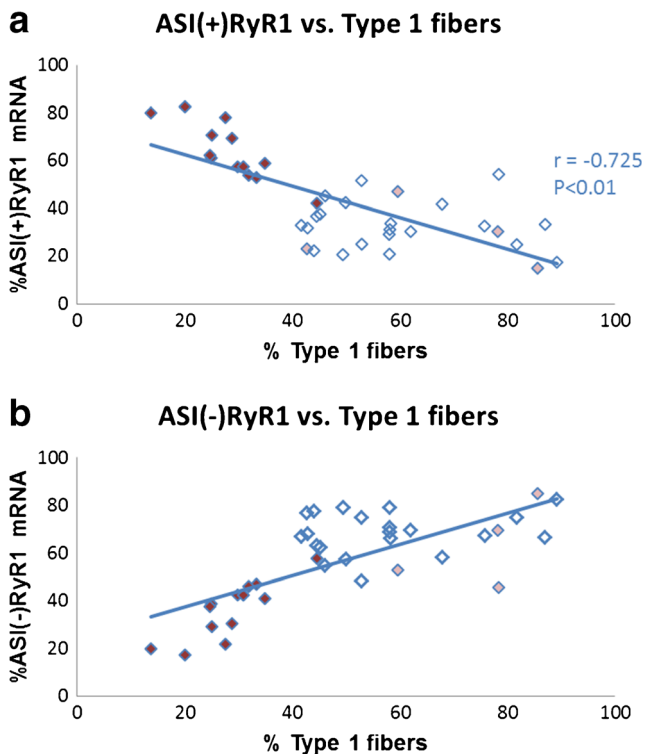 a
ASI(+)RyR1 vs. Type 1 fibers
%ASI(+)RyR1 mRNA
100
80
60
40
20
0
r = -0.725
P<0.01
0 20 40 60 80 100
% Type 1 fibers
b
ASI(-)RyR1 vs. Type 1 fibers
%ASI(-)RyR1 mRNA
100
80
60
40
20
0
0 20 40 60 80 100
% Type 1 fibers